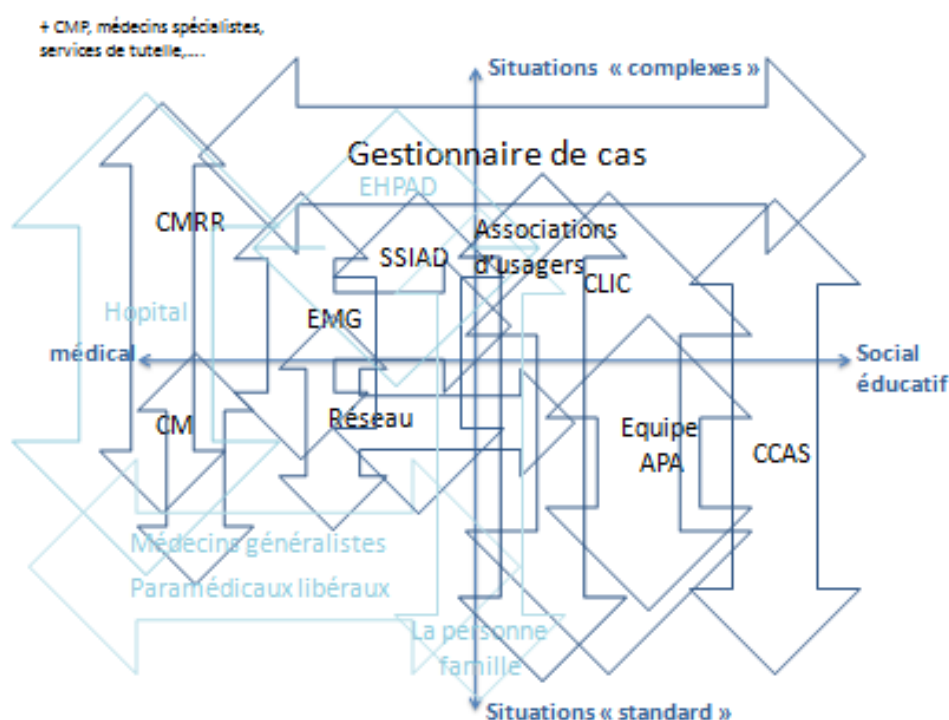 + CMP, médecins spécialistes,
services de tutelle,....
Situations « complexes »
Gestionnaire de cas
EHPAD
CMRR
Associations
d'usagers
SSIAD
CLIC
Hopital
EMG
médical
Social
éducatif
CM
Réseau
Equipe
APA
CCAS
Médecins généralistes
Paramédicaux libéraux
La personne
famille
Situations « standard »